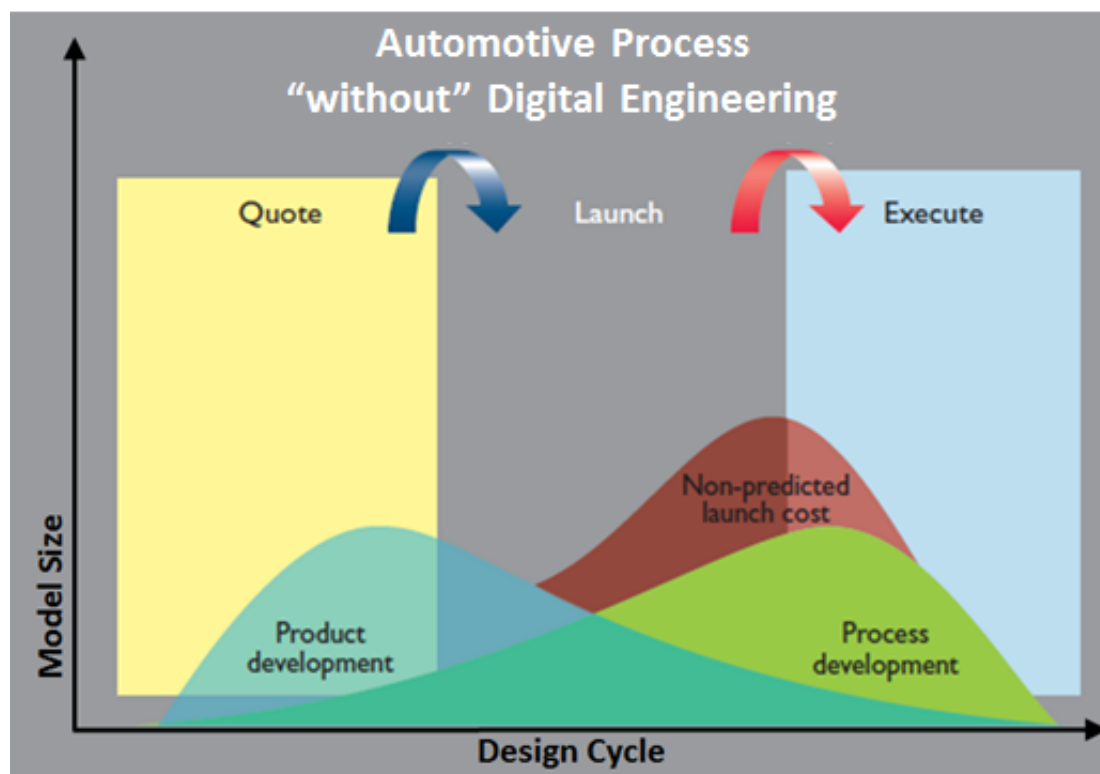 Automotive Process
“without” Digital Engineering
Quote
Launch
Execute
Non-predicted
launch cost
Product
development
Process
development
Model Size
Design Cycle